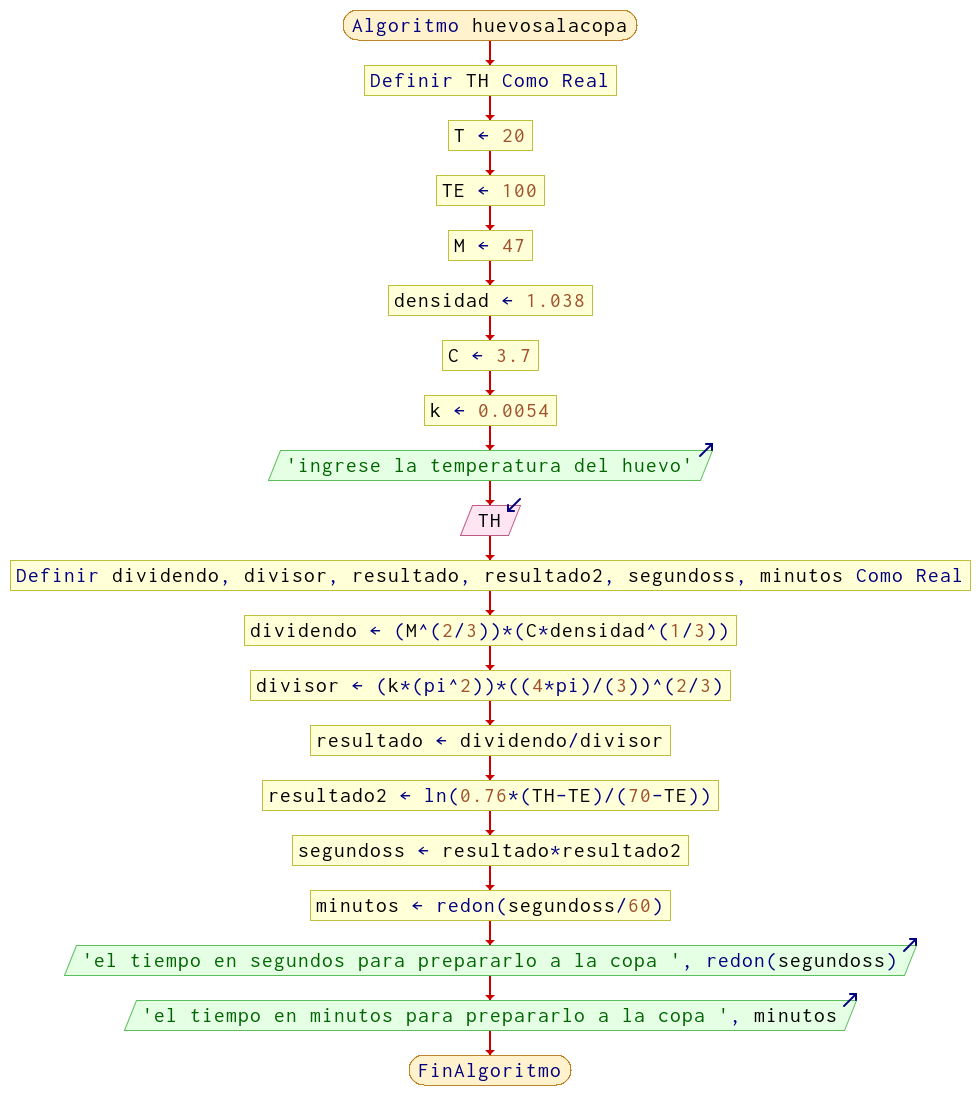 Algoritmo huevosalacopa
Definir TH Como Real
T ← 20
TE ← 100
M ← 47
densidad ← 1.038
C ← 3.7
k ← 0.0054
'ingrese la temperatura del huevo'
TH
Definir dividendo, divisor, resultado, resultado2, segundoss, minutos Como Real
dividendo ← (M^(2/3))*(C*densidad^(1/3))
divisor ← (k*(pi^2))*((4*pi)/(3))^(2/3)
resultado ← dividendo/divisor
resultado2 ← ln(0.76*(TH-TE)/(70-TE))
segundoss ← resultado*resultado2
minutos ← redon(segundoss/60)
'el tiempo en segundos para prepararlo a la copa ', redon(segundoss)
'el tiempo en minutos para prepararlo a la copa ', minutos
FinAlgoritmo